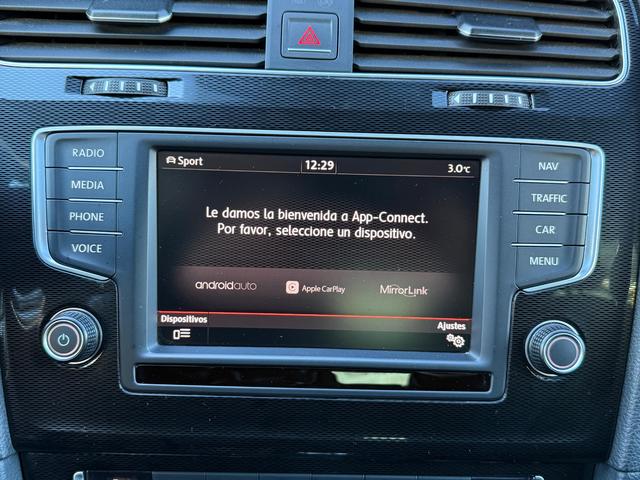 Sport 12:29 3.0°C
RADIO
MEDIA
PHONE
VOICE
Le damos la bienvenida a App-Connect.
Por favor, seleccione un dispositivo.
androidauto Apple CarPlay MirrorLink
Dispositivos Ajustes
NAV
TRAFFIC
CAR
MENU